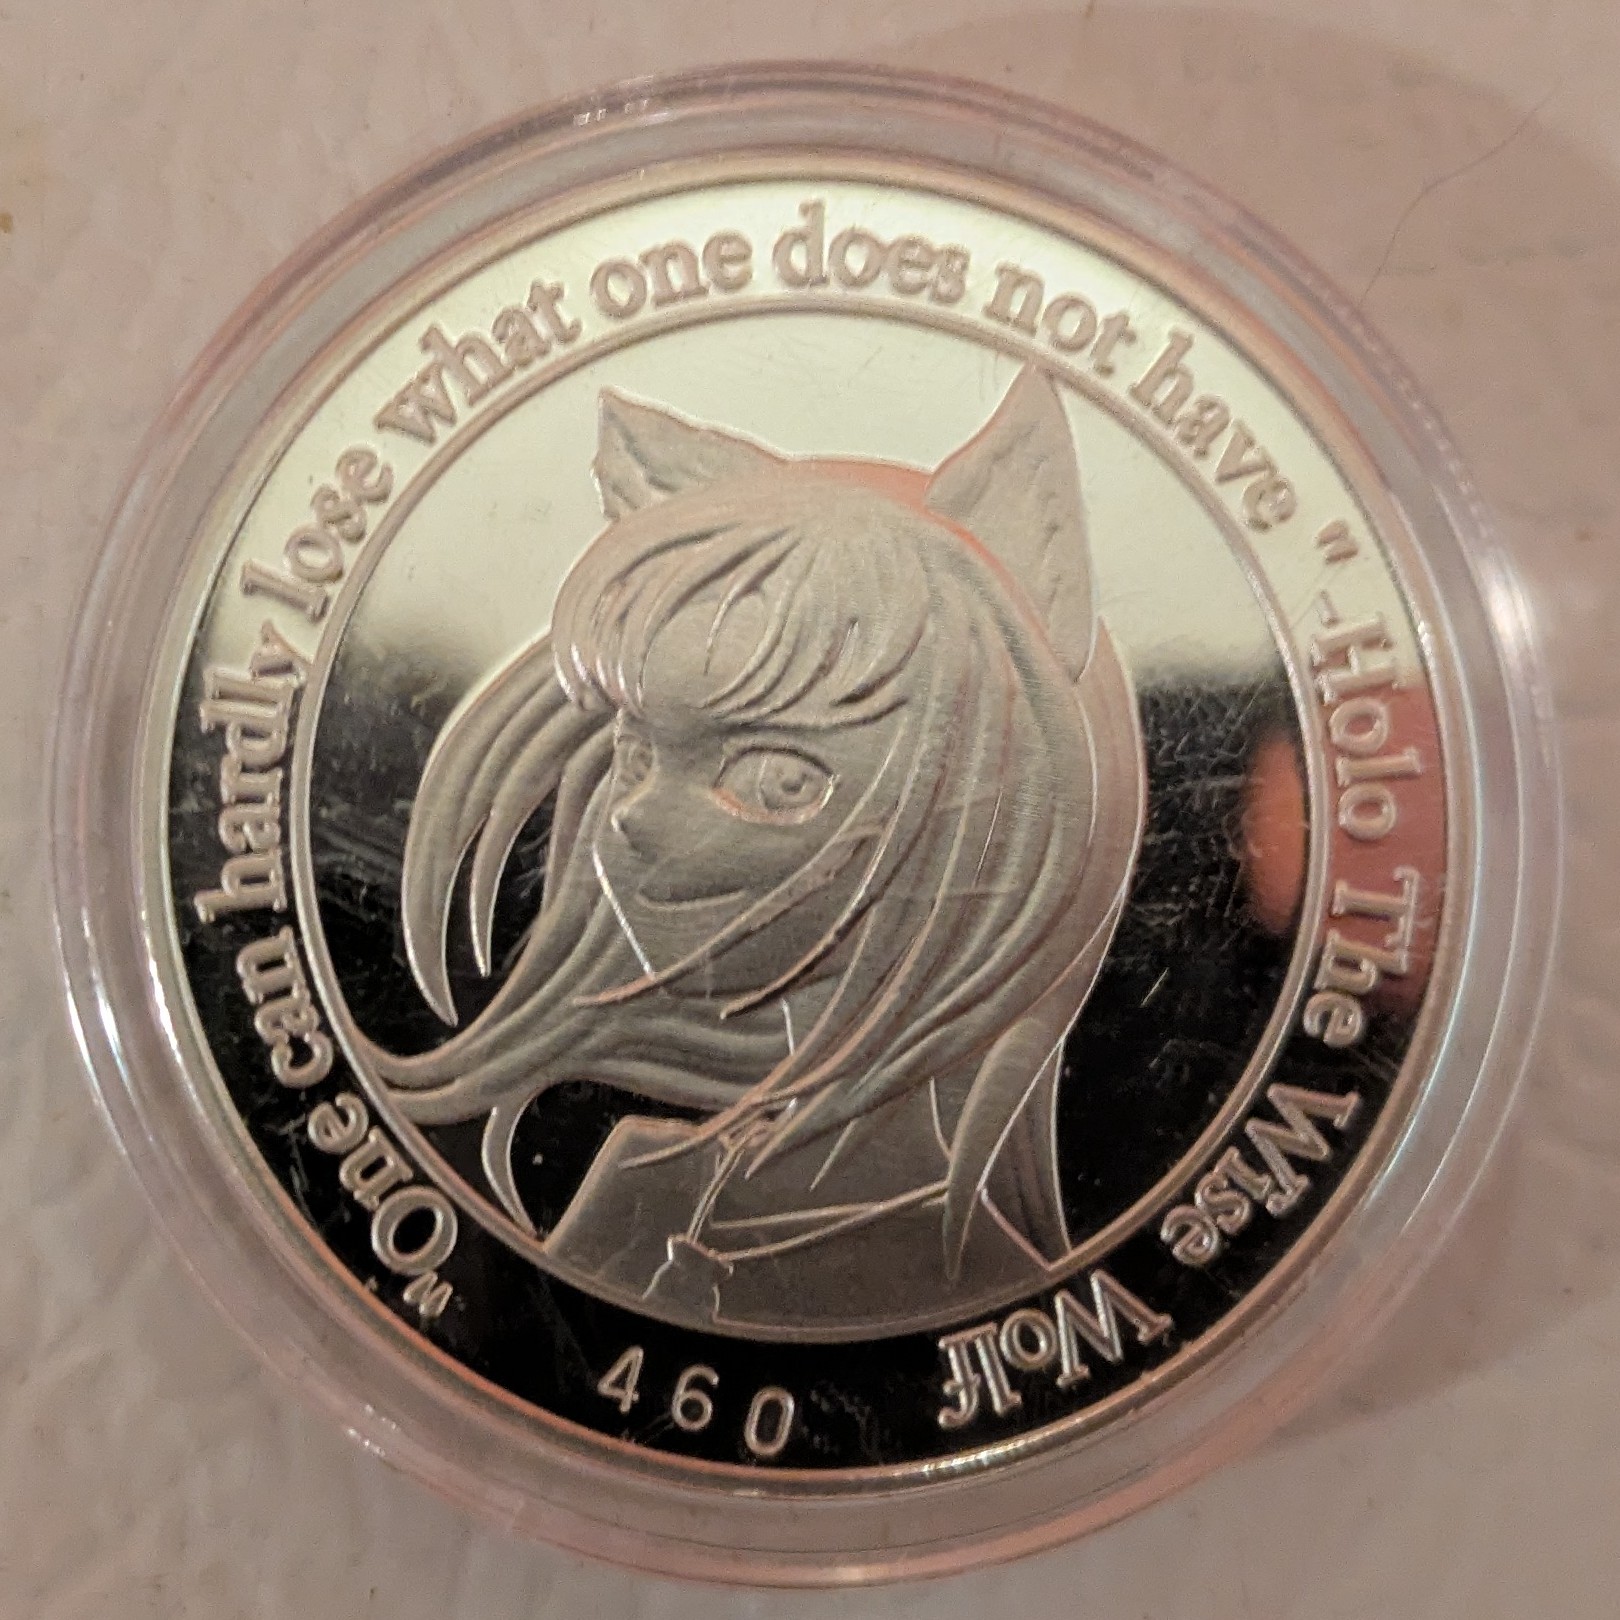 "One can hardly lose what one does not have" -Holo The Wise Wolf
460